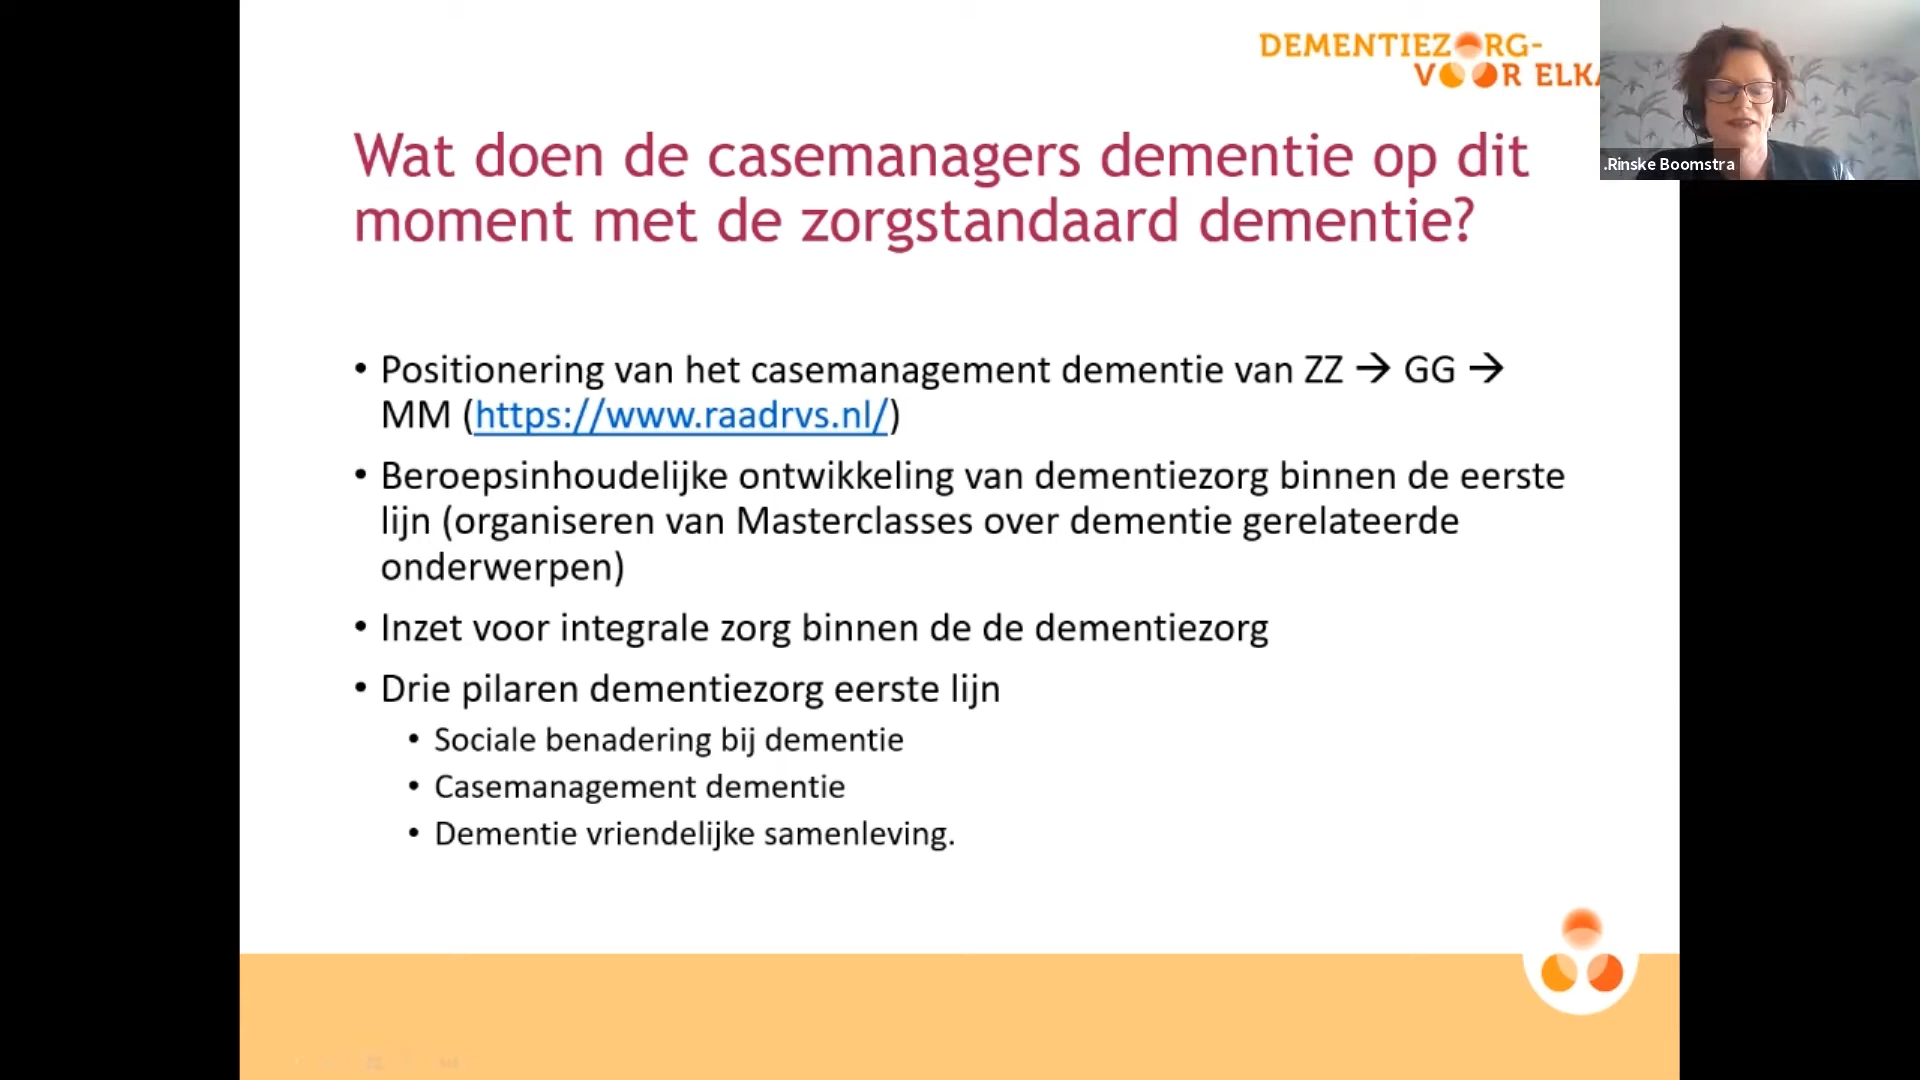 DEMENTIEZORG-
VOOR ELKA
.Rinske Boomstra
Wat doen de casemanagers dementie op dit
moment met de zorgstandaard dementie?
• Positionering van het casemanagement dementie van ZZ → GG →
MM (https://www.raadrvs.nl/)
• Beroepsinhoudelijke ontwikkeling van dementiezorg binnen de eerste
lijn (organiseren van Masterclasses over dementie gerelateerde
onderwerpen)
• Inzet voor integrale zorg binnen de de dementiezorg
• Drie pilaren dementiezorg eerste lijn
• Sociale benadering bij dementie
• Casemanagement dementie
• Dementie vriendelijke samenleving.